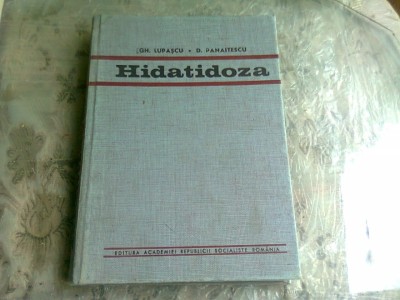 GH. LUPAȘCU • D. PANAITESCU
Hidatidoza
EDITURA ACADEMIEI REPUBLICII SOCIALISTE ROMÂNIA